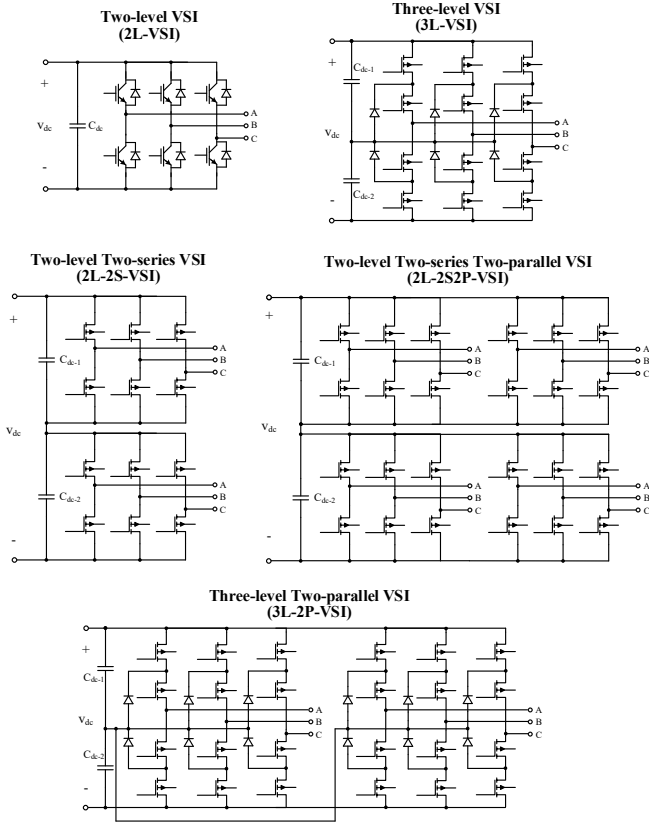 Two-level VSI
(2L-VSI)
+
v_dc
-
C_dc
A
B
C
Three-level VSI
(3L-VSI)
+
v_dc
-
C_dc-1
C_dc-2
A
B
C
Two-level Two-series VSI
(2L-2S-VSI)
+
v_dc
-
C_dc-1
C_dc-2
A
B
C
A
B
C
Two-level Two-series Two-parallel VSI
(2L-2S2P-VSI)
+
v_dc
-
C_dc-1
C_dc-2
A
B
C
A
B
C
A
B
C
A
B
C
Three-level Two-parallel VSI
(3L-2P-VSI)
+
C_dc-1
v_dc
C_dc-2
-
A
B
C
A
B
C